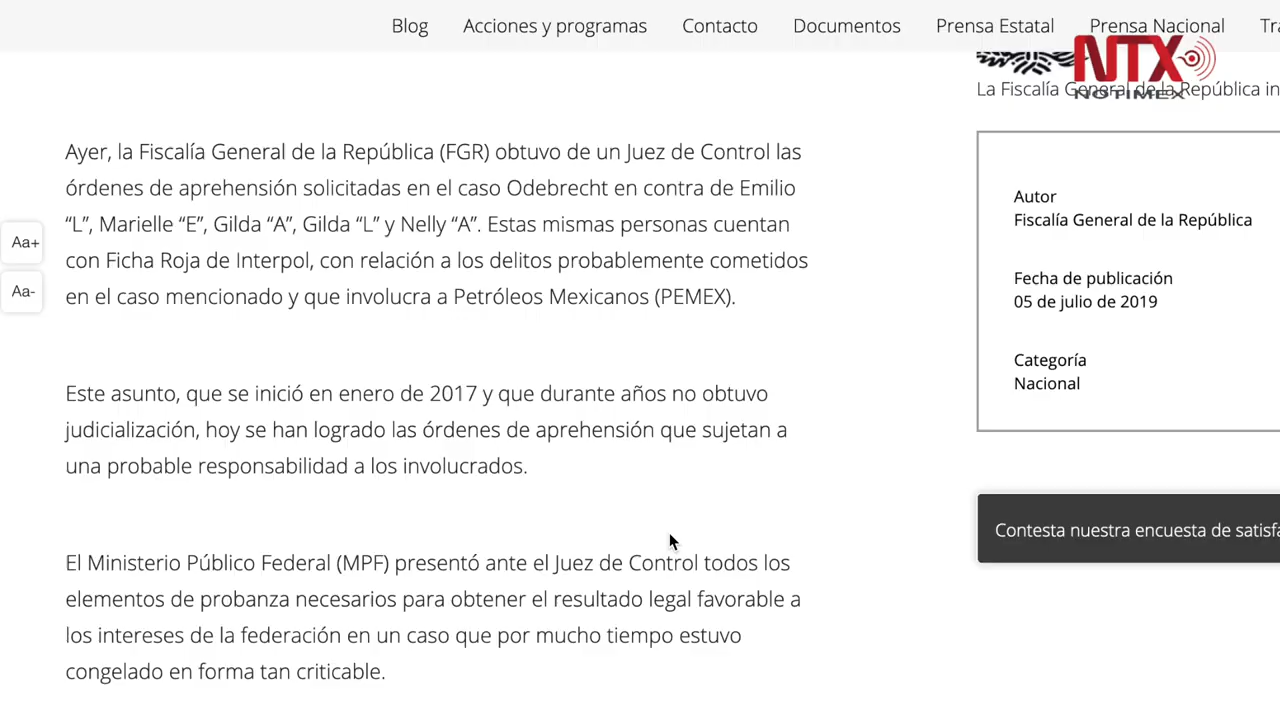 Blog Acciones y programas Contacto Documentos Prensa Estatal Prensa Nacional
NTX
NOTIMEX
La Fiscalía General de la República
Ayer, la Fiscalía General de la República (FGR) obtuvo de un Juez de Control las
órdenes de aprehensión solicitadas en el caso Odebrecht en contra de Emilio
“L”, Marielle “E”, Gilda “A”, Gilda “L” y Nelly “A”. Estas mismas personas cuentan
con Ficha Roja de Interpol, con relación a los delitos probablemente cometidos
en el caso mencionado y que involucra a Petróleos Mexicanos (PEMEX).
Este asunto, que se inició en enero de 2017 y que durante años no obtuvo
judicialización, hoy se han logrado las órdenes de aprehensión que sujetan a
una probable responsabilidad a los involucrados.
El Ministerio Público Federal (MPF) presentó ante el Juez de Control todos los
elementos de probanza necesarios para obtener el resultado legal favorable a
los intereses de la federación en un caso que por mucho tiempo estuvo
congelado en forma tan criticable.
Aa+
Aa-
Autor
Fiscalía General de la República
Fecha de publicación
05 de julio de 2019
Categoría
Nacional
Contesta nuestra encuesta de